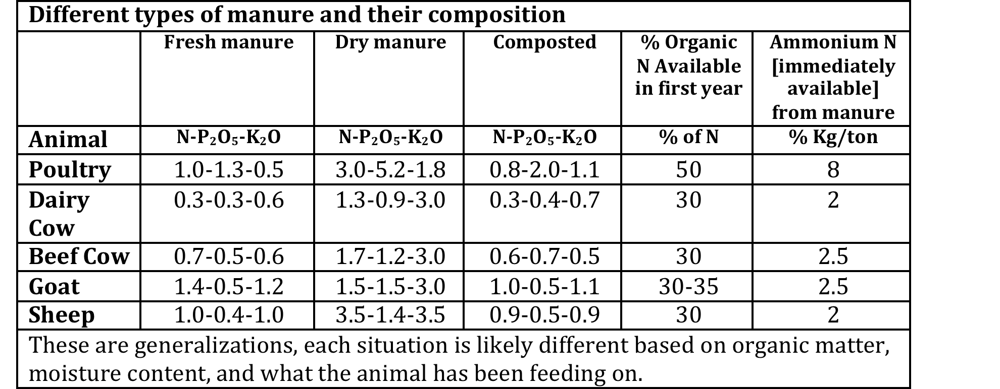 Different types of manure and their composition
Fresh manure Dry manure Composted % Organic N Available in first year Ammonium N [immediately available] from manure
Animal N-P₂O₅-K₂O N-P₂O₅-K₂O N-P₂O₅-K₂O % of N % Kg/ton
Poultry 1.0-1.3-0.5 3.0-5.2-1.8 0.8-2.0-1.1 50 8
Dairy Cow 0.3-0.3-0.6 1.3-0.9-3.0 0.3-0.4-0.7 30 2
Beef Cow 0.7-0.5-0.6 1.7-1.2-3.0 0.6-0.7-0.5 30 2.5
Goat 1.4-0.5-1.2 1.5-1.5-3.0 1.0-0.5-1.1 30-35 2.5
Sheep 1.0-0.4-1.0 3.5-1.4-3.5 0.9-0.5-0.9 30 2
These are generalizations, each situation is likely different based on organic matter,
moisture content, and what the animal has been feeding on.